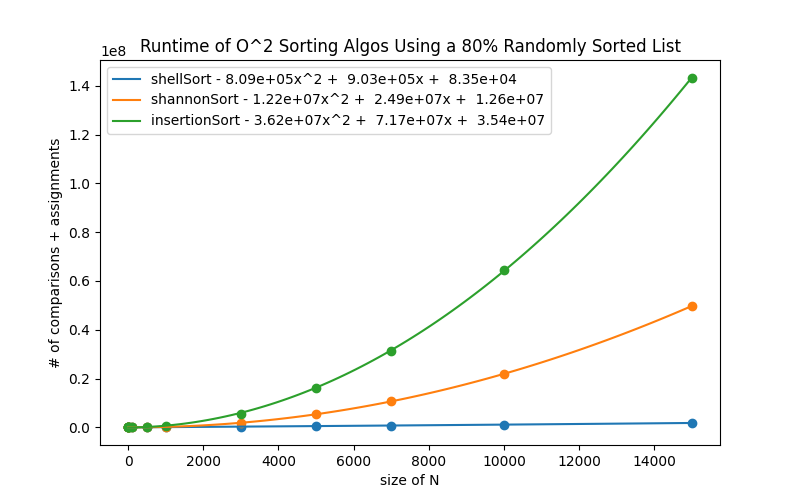 Runtime of O^2 Sorting Algos Using a 80% Randomly Sorted List
1e8
shellSort - 8.09e+05x^2 +  9.03e+05x +  8.35e+04
shannonSort - 1.22e+07x^2 +  2.49e+07x +  1.26e+07
insertionSort - 3.62e+07x^2 +  7.17e+07x +  3.54e+07
# of comparisons + assignments
1.4
1.2
1.0
0.8
0.6
0.4
0.2
0.0
0 2000 4000 6000 8000 10000 12000 14000
size of N